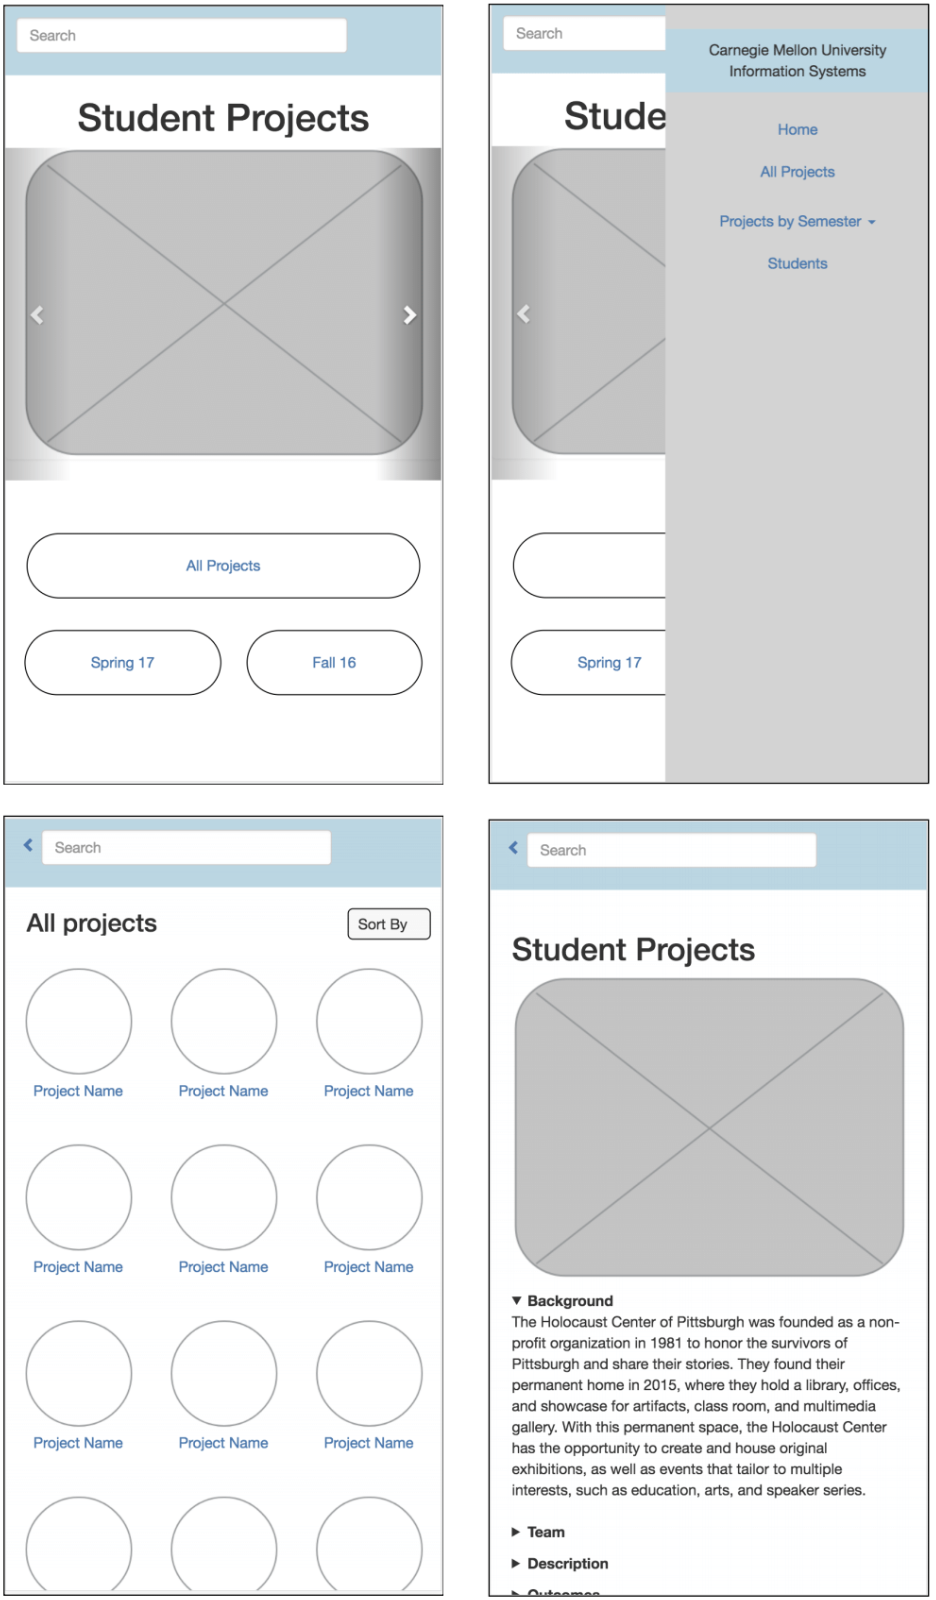 Search
Student Projects
All Projects
Spring 17
Fall 16
Search
Stude
Spring 17
Carnegie Mellon University
Information Systems
Home
All Projects
Projects by Semester
Students
Search
All projects
Sort By
Project Name
Project Name
Project Name
Project Name
Project Name
Project Name
Project Name
Project Name
Project Name
Search
Student Projects
Background
The Holocaust Center of Pittsburgh was founded as a non-
profit organization in 1981 to honor the survivors of
Pittsburgh and share their stories. They found their
permanent home in 2015, where they hold a library, offices,
and showcase for artifacts, class room, and multimedia
gallery. With this permanent space, the Holocaust Center
has the opportunity to create and house original
exhibitions, as well as events that tailor to multiple
interests, such as education, arts, and speaker series.
Team
Description
Outcomes